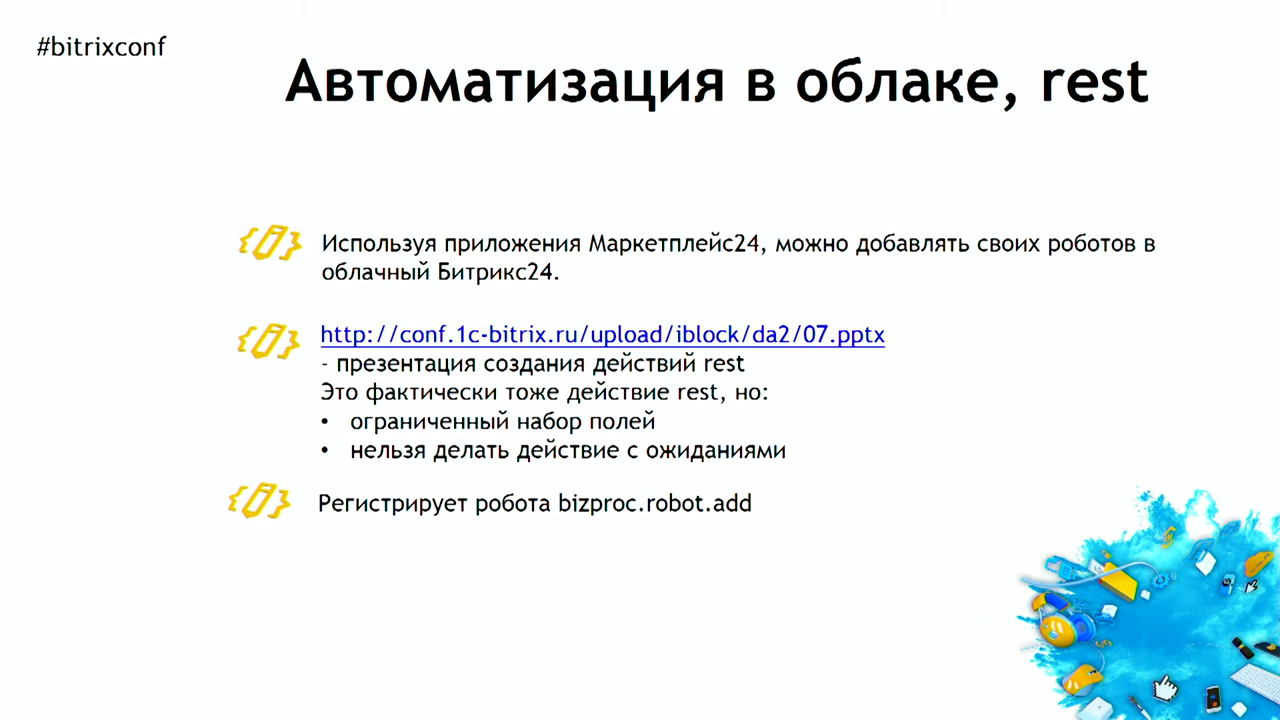 #bitrixconf
Автоматизация в облаке, rest
Используя приложения Маркетплейс24, можно добавлять своих роботов в
облачный Битрикс24.
http://conf.1c-bitrix.ru/upload/iblock/da2/07.pptx
- презентация создания действий rest
Это фактически тоже действие rest, но:
• ограниченный набор полей
• нельзя делать действие с ожиданиями
Регистрирует робота bizproc.robot.add